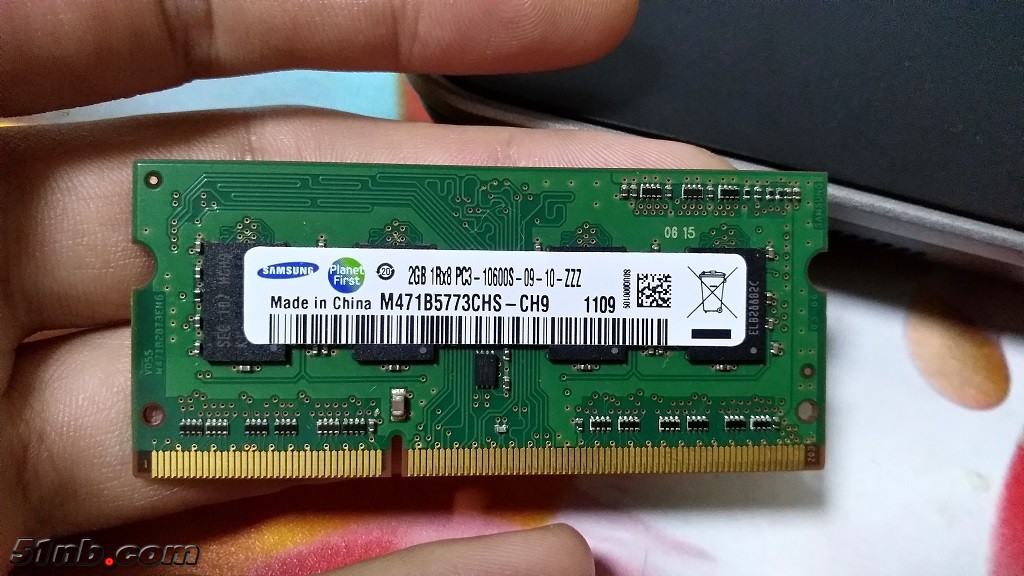 06 15
SAMSUNG Planet First 2GB 1Rx8 PC3 - 10600S - 09 - 10 - ZZZ
Made in China M471B5773CHS - CH9 1109
51nb.com